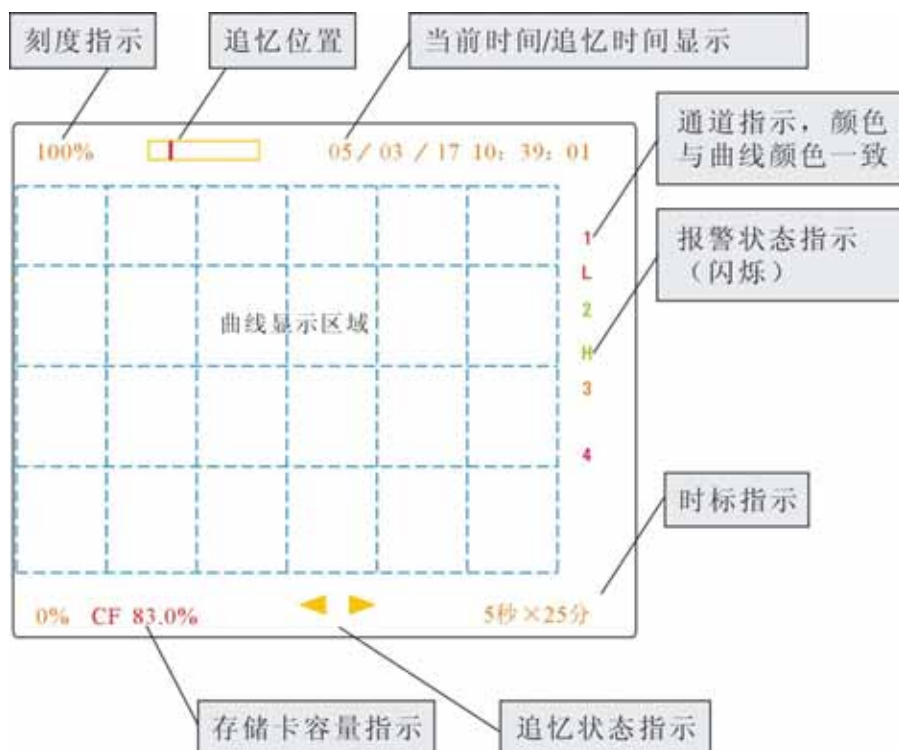 刻度指示
追忆位置
当前时间/追忆时间显示
100%
05/03/17 10:39:01
通道指示,颜色
与曲线颜色一致
1
报警状态指示
(闪烁)
L
2
曲线显示区域
H
3
4
时标指示
0% CF 83.0%
5秒×25分
存储卡容量指示
追忆状态指示